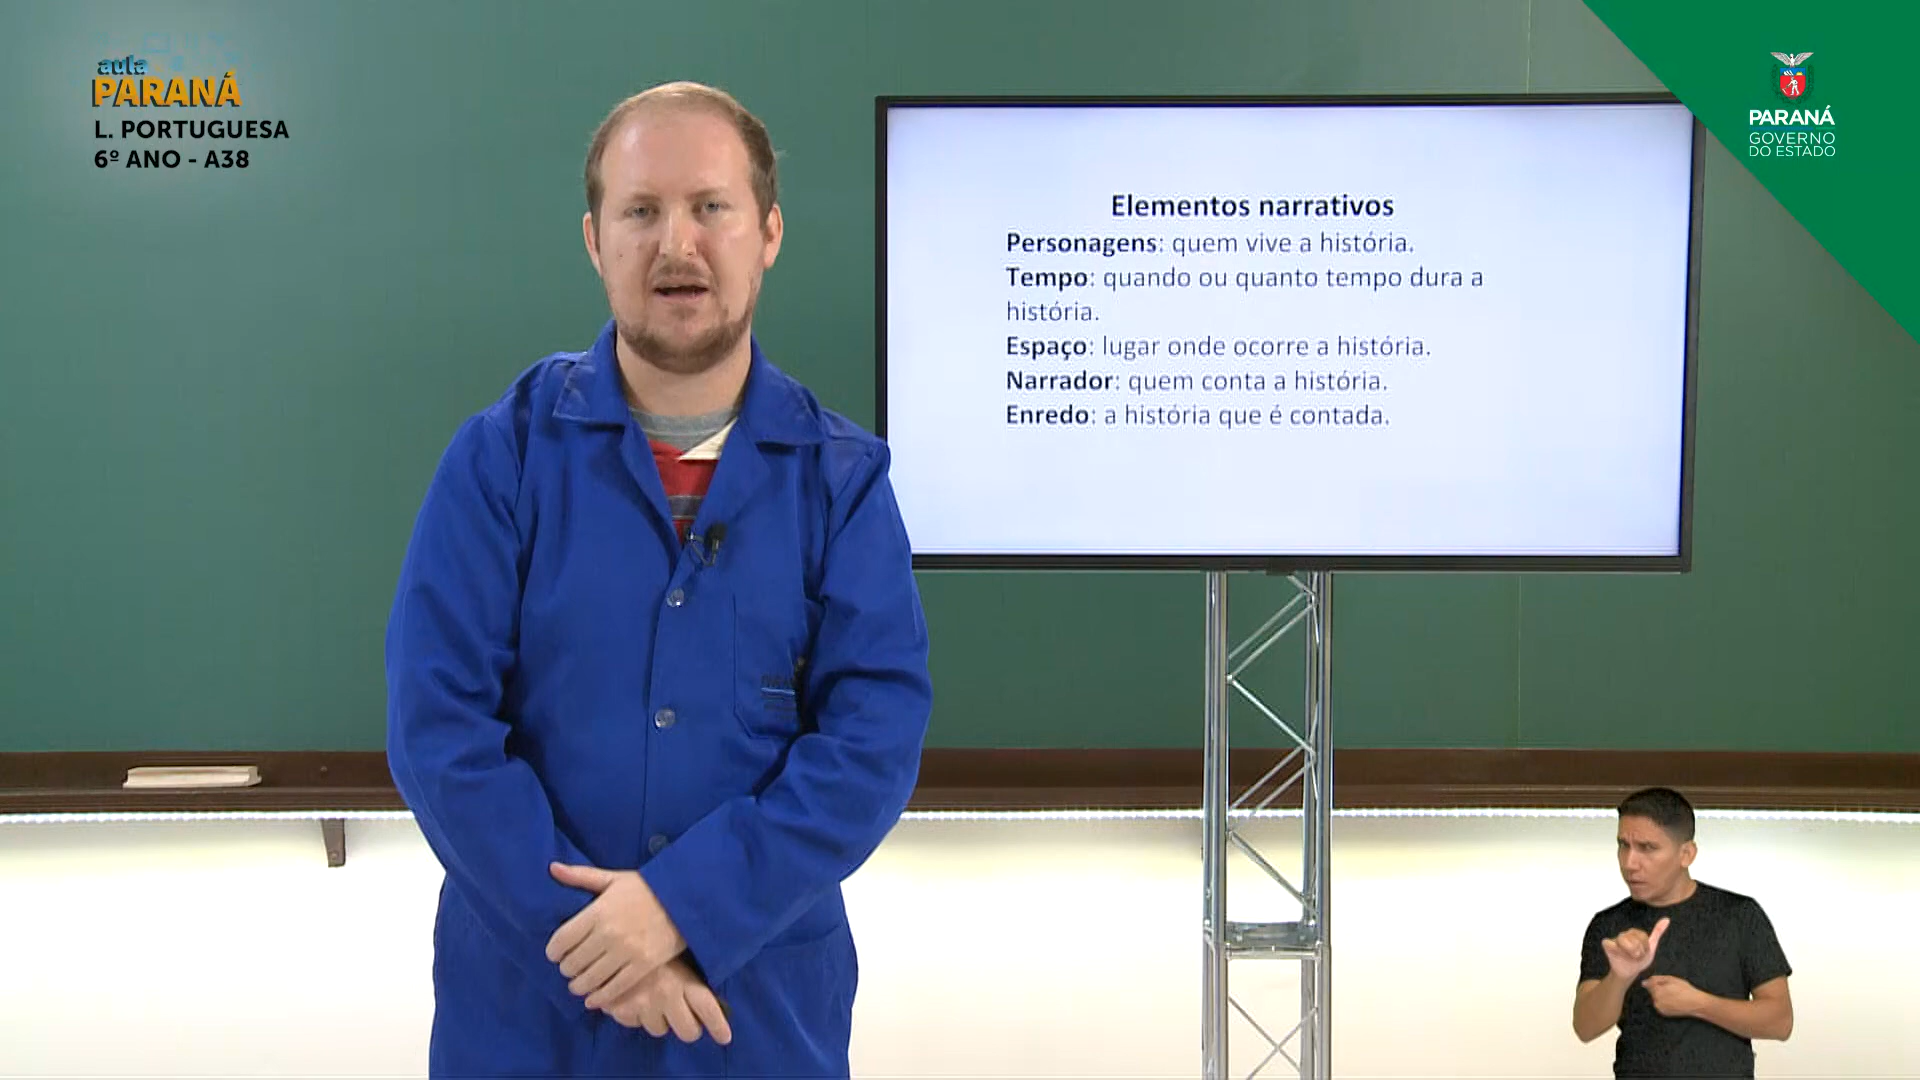 aula
PARANÁ
L. PORTUGUESA
6º ANO - A38
PARANÁ
GOVERNO
DO ESTADO
Elementos narrativos
Personagens: quem vive a história.
Tempo: quando ou quanto tempo dura a
história.
Espaço: lugar onde ocorre a história.
Narrador: quem conta a história.
Enredo: a história que é contada.